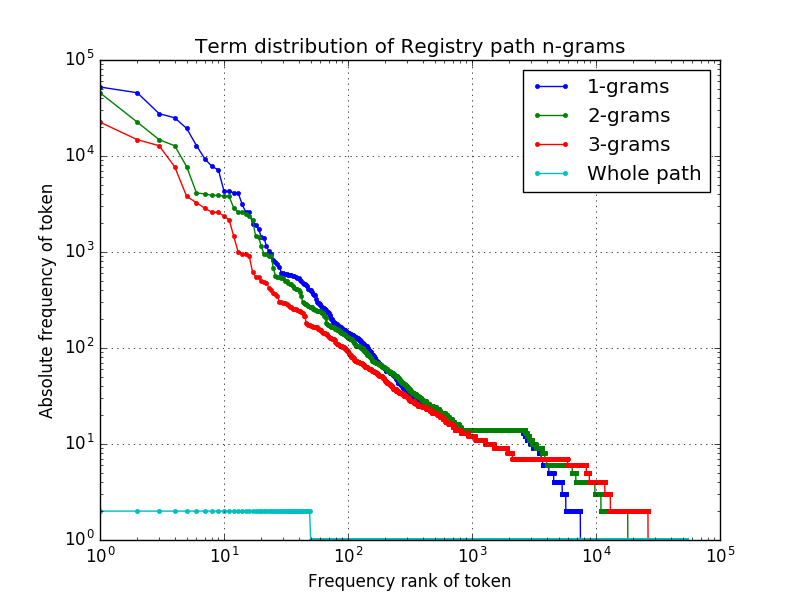 Term distribution of Registry path n-grams
10^5
10^4
10^3
10^2
10^1
10^0
Absolute frequency of token
1-grams
2-grams
3-grams
Whole path
10^0 10^1 10^2 10^3 10^4 10^5
Frequency rank of token